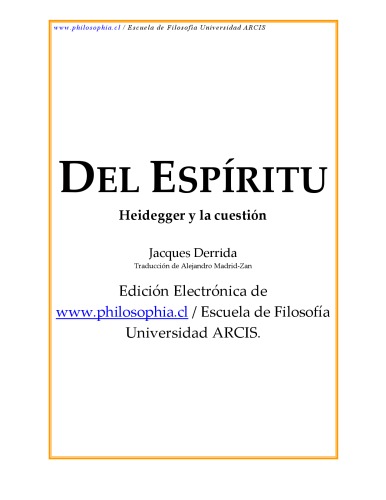 www.philosophia.cl / Escuela de Filosofía Universidad ARCIS
DEL ESPÍRITU
Heidegger y la cuestión
Jacques Derrida
Traducción de Alejandro Madrid-Zan
Edición Electrónica de
www.philosophia.cl / Escuela de Filosofía
Universidad ARCIS.